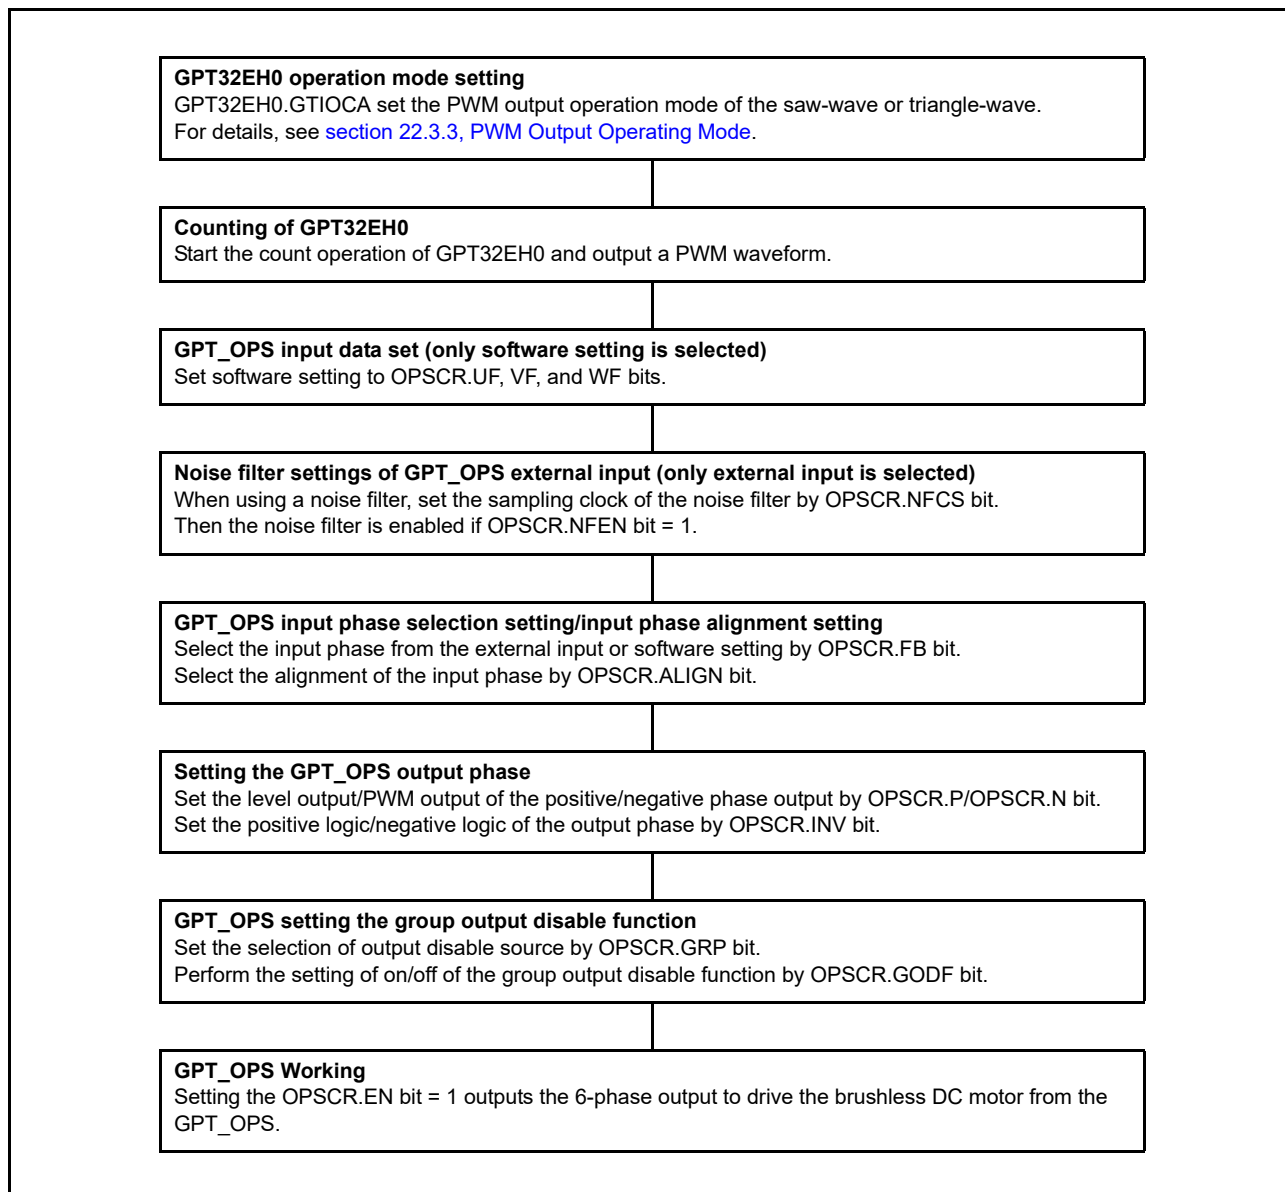 GPT32EH0 operation mode setting
GPT32EH0.GTIOCA set the PWM output operation mode of the saw-wave or triangle-wave.
For details, see section 22.3.3, PWM Output Operating Mode.
Counting of GPT32EH0
Start the count operation of GPT32EH0 and output a PWM waveform.
GPT_OPS input data set (only software setting is selected)
Set software setting to OPSCR.UF, VF, and WF bits.
Noise filter settings of GPT_OPS external input (only external input is selected)
When using a noise filter, set the sampling clock of the noise filter by OPSCR.NFCS bit.
Then the noise filter is enabled if OPSCR.NFEN bit = 1.
GPT_OPS input phase selection setting/input phase alignment setting
Select the input phase from the external input or software setting by OPSCR.FB bit.
Select the alignment of the input phase by OPSCR.ALIGN bit.
Setting the GPT_OPS output phase
Set the level output/PWM output of the positive/negative phase output by OPSCR.P/OPSCR.N bit.
Set the positive logic/negative logic of the output phase by OPSCR.INV bit.
GPT_OPS setting the group output disable function
Set the selection of output disable source by OPSCR.GRP bit.
Perform the setting of on/off of the group output disable function by OPSCR.GODF bit.
GPT_OPS Working
Setting the OPSCR.EN bit = 1 outputs the 6-phase output to drive the brushless DC motor from the
GPT_OPS.